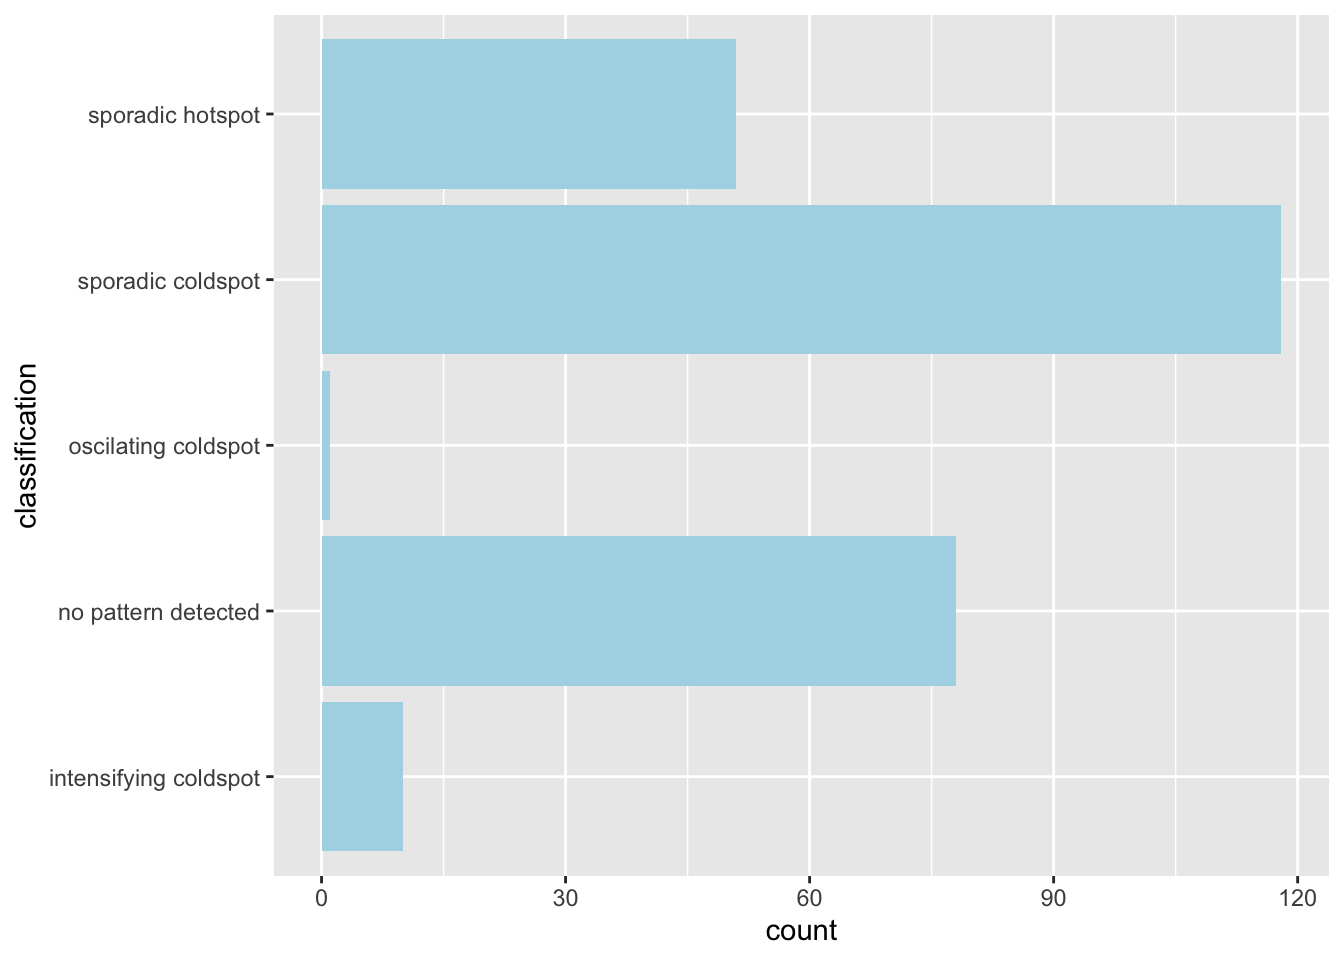 classification
sporadic hotspot
sporadic coldspot
oscilating coldspot
no pattern detected
intensifying coldspot
0 30 60 90 120
count